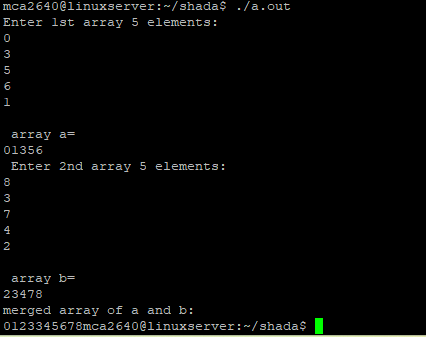 mca2640@linuxserver:~/shada$ ./a.out
Enter 1st array 5 elements:
0
3
5
6
1
array a=
01356
Enter 2nd array 5 elements:
8
3
7
4
2
array b=
23478
merged array of a and b:
0123345678mca2640@linuxserver:~/shada$